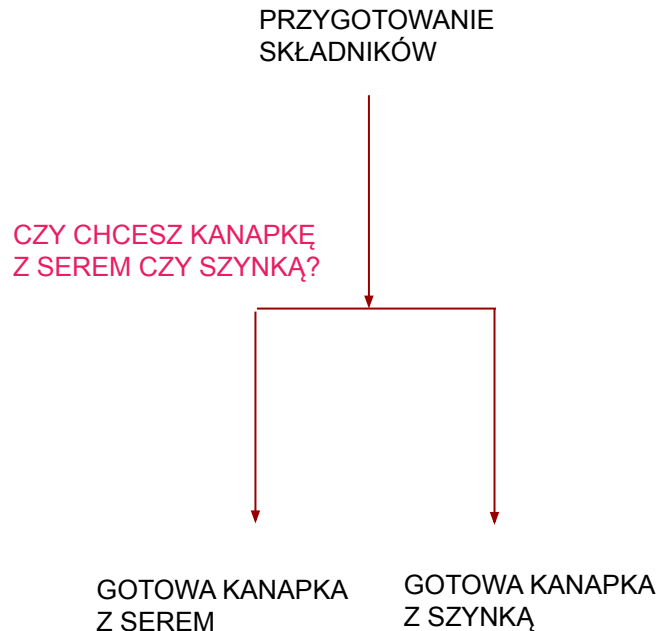 PRZYGOTOWANIE
SKŁADNIKÓW
CZY CHCESZ KANAPKĘ
Z SEREM CZY SZYNKĄ?
GOTOWA KANAPKA
Z SEREM
GOTOWA KANAPKA
Z SZYNKĄ